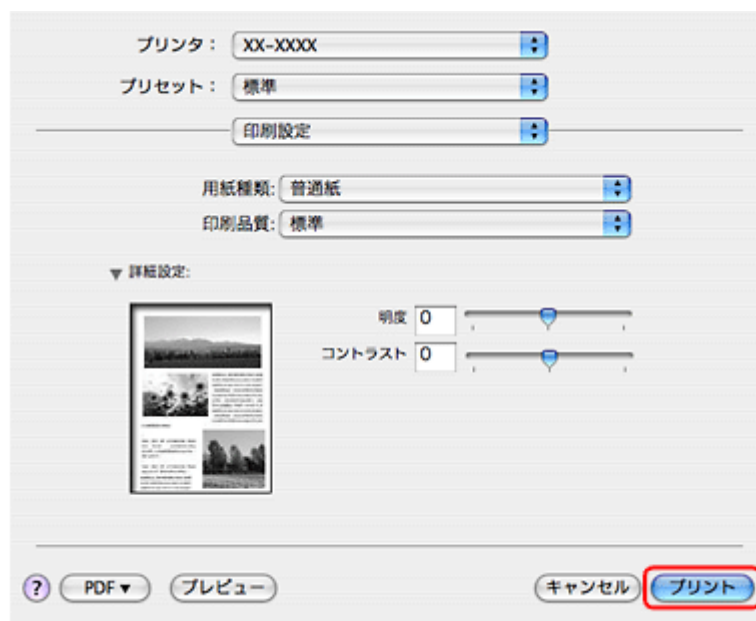 プリンタ： XX-XXXX
プリセット： 標準
印刷設定
用紙種類: 普通紙
印刷品質: 標準
▼ 詳細設定:
明度 0
コントラスト 0
? PDF▼ プレビュー キャンセル プリント